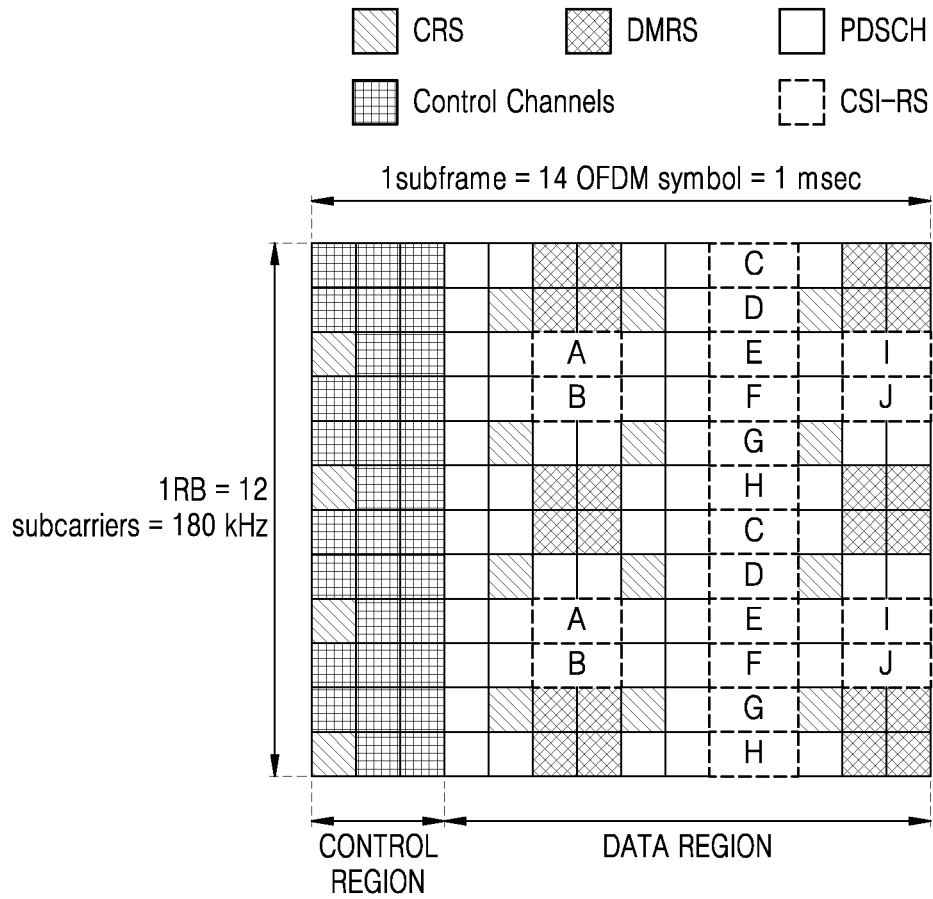 CRS
DMRS
PDSCH
Control Channels
CSI-RS
1subframe = 14 OFDM symbol = 1 msec
C
D
A E I
B F J
G
H
1RB = 12
subcarriers = 180 kHz
C
D
A E I
B F J
G
H
CONTROL
REGION
DATA REGION